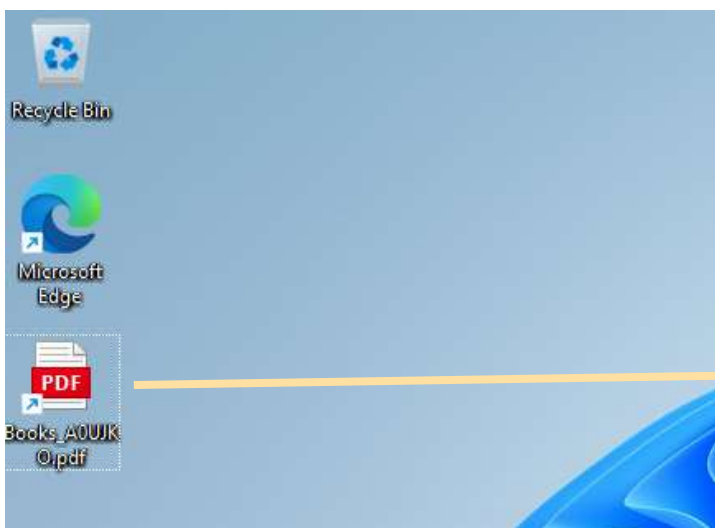 Recycle Bin
Microsoft
Edge
PDF
Books_A0UJK
O.pdf